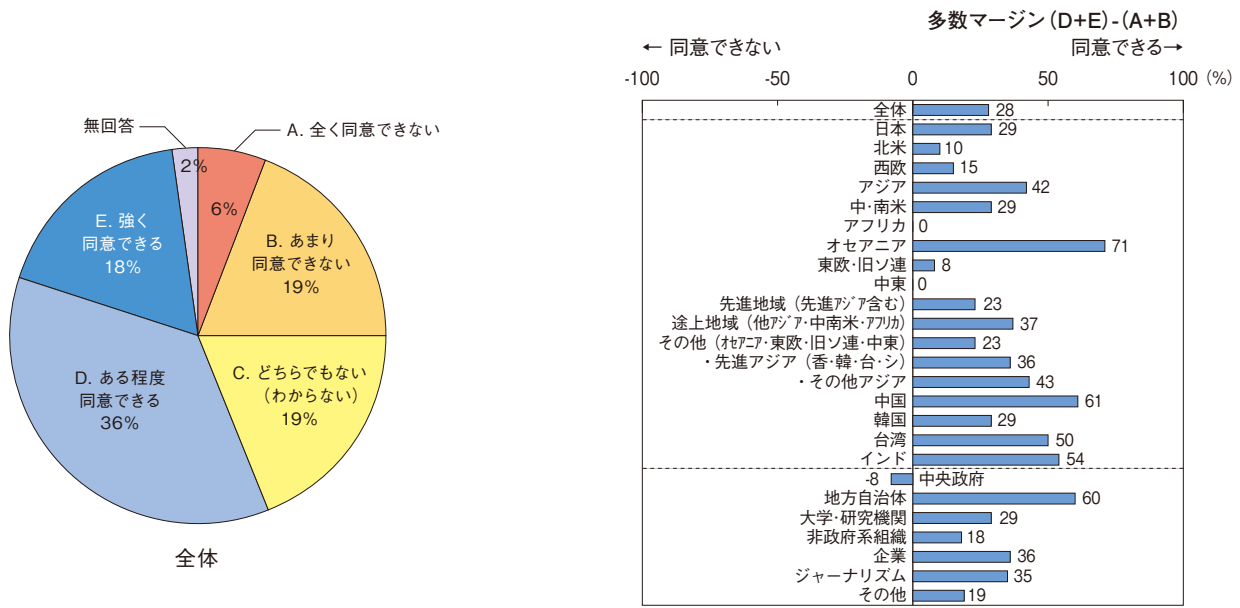 無回答
A. 全く同意できない
2%
6%
E. 強く
同意できる
18%
B. あまり
同意できない
19%
D. ある程度
同意できる
36%
C. どちらでもない
(わからない)
19%
全体
多数マージン(D+E)-(A+B)
← 同意できない 同意できる→
-100 -50 0 50 100 (%)
全体 28
日本 29
北米 10
西欧 15
アジア 42
中・南米 29
アフリカ 0
オセアニア 71
東欧・旧ソ連 8
中東 0
先進地域(先進アジア含む) 23
途上地域(他アジア・中南米・アフリカ) 37
その他(オセアニア・東欧・旧ソ連・中東) 23
・先進アジア(香・韓・台・シ) 36
・その他アジア 43
中国 61
韓国 29
台湾 50
インド 54
-8 中央政府
地方自治体 60
大学・研究機関 29
非政府系組織 18
企業 36
ジャーナリズム 35
その他 19